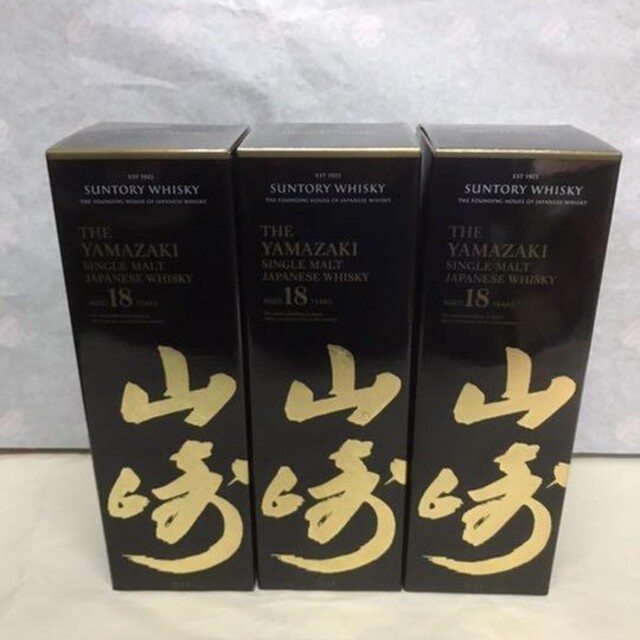 EST 1923
SUNTORY WHISKY
THE FOUNDING HOUSE OF JAPANESE WHISKY
THE
YAMAZAKI
SINGLE MALT
JAPANESE WHISKY
AGED 18 YEARS
山崎
EST 1923
SUNTORY WHISKY
THE FOUNDING HOUSE OF JAPANESE WHISKY
THE
YAMAZAKI
SINGLE MALT
JAPANESE WHISKY
AGED 18 YEARS
山崎
EST 1923
SUNTORY WHISKY
THE FOUNDING HOUSE OF JAPANESE WHISKY
THE
YAMAZAKI
SINGLE MALT
JAPANESE WHISKY
AGED 18 YEARS
山崎